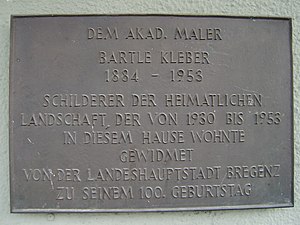 DEM AKAD. MALER
BARTLE KLEBER
1884 – 1953
SCHILDERER DER HEIMATLICHEN
LANDSCHAFT, DER VON 1930 BIS 1953
IN DIESEM HAUSE WOHNTE
GEWIDMET
VON DER LANDESHAUPTSTADT BREGENZ
ZU SEINEM 100. GEBURTSTAG